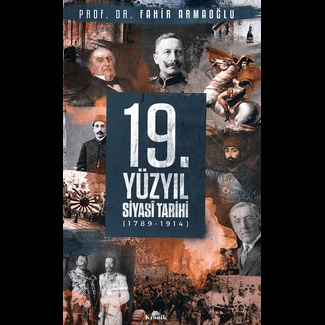 PROF. DR. FAHİR ARMAOĞLU
19.
YÜZYIL
SİYASİ TARİHİ
(1789-1914)
Kronik